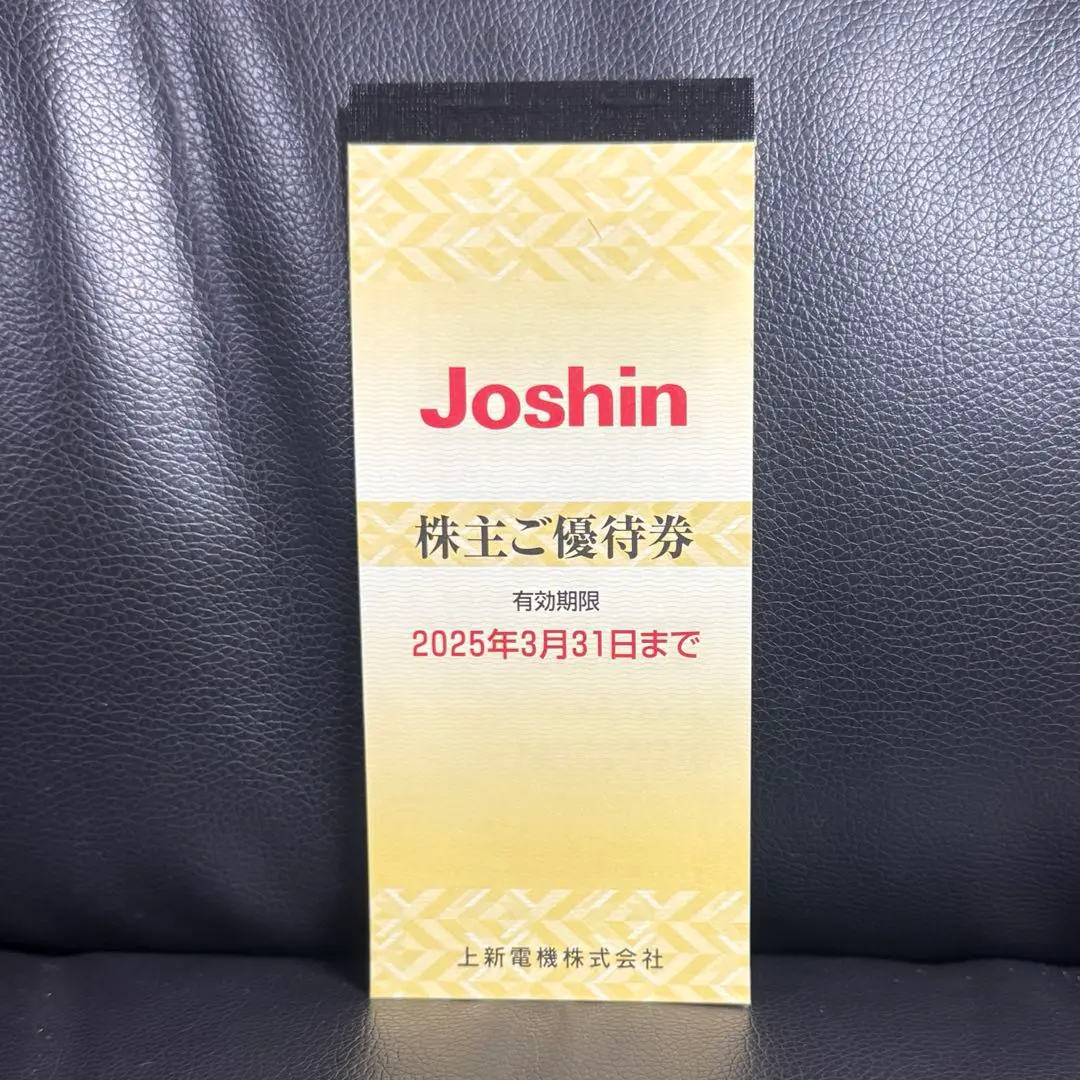 Joshin
株主ご優待券
有効期限
2025年3月31日まで
上新電機株式会社